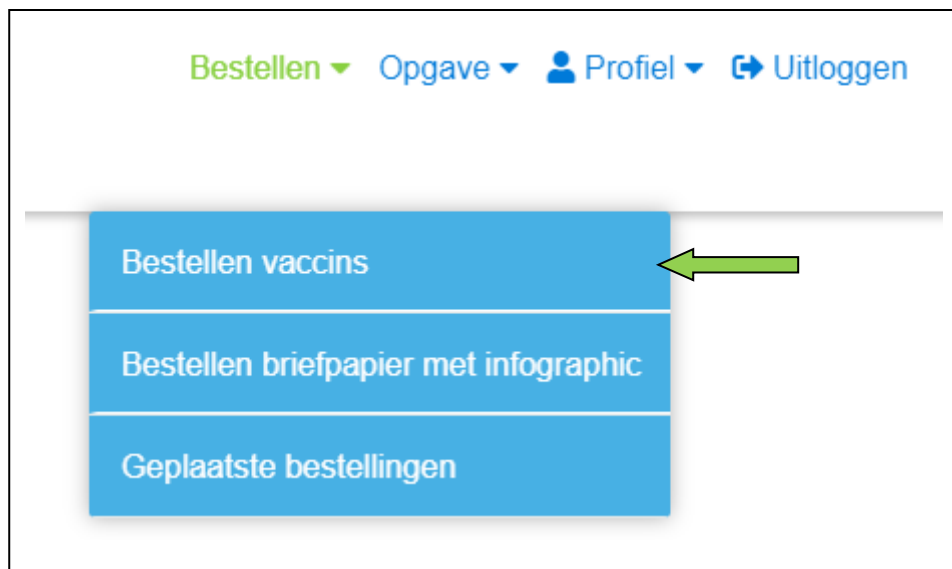 Bestellen Opgave Profiel Uitloggen
Bestellen vaccins
Bestellen briefpapier met infographic
Geplaatste bestellingen